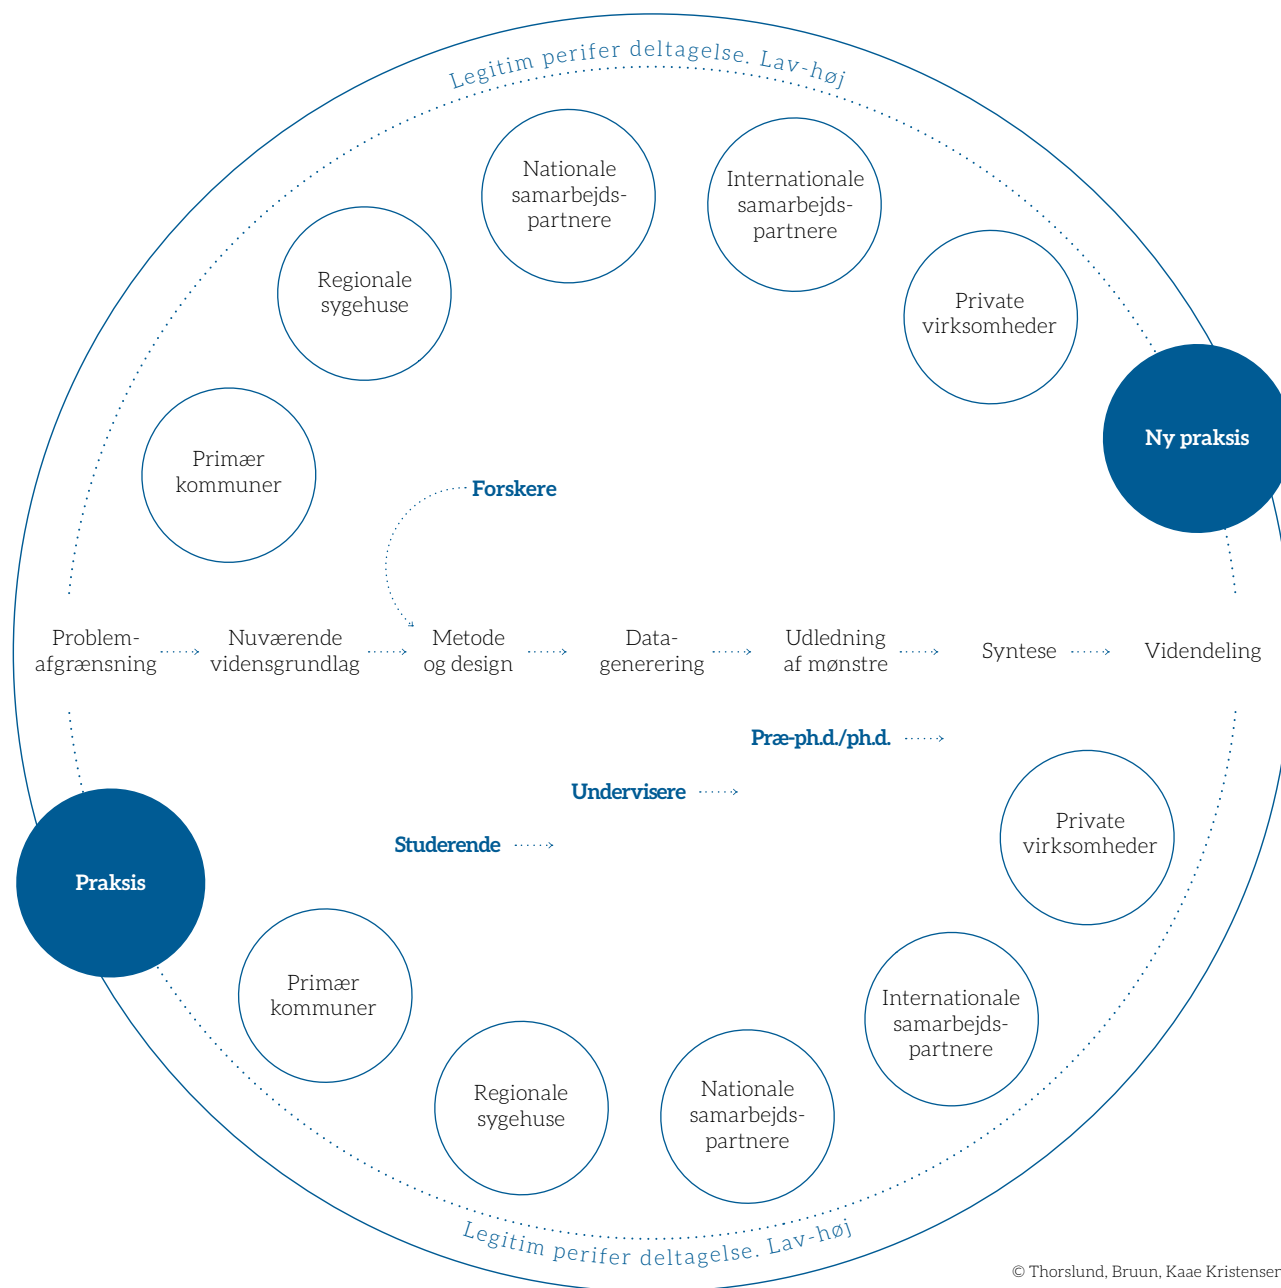 Legitim perifer deltagelse. Lav-høj
Nationale
samarbejds-
partnere
Internationale
samarbejds-
partnere
Regionale
sygehuse
Private
virksomheder
Ny praksis
Primær
kommuner
Forskere
Problem-
afgrænsning
Nuværende
vidensgrundlag
Metode
og design
Data-
generering
Udledning
af mønstre
Syntese
Videndeling
Præ-ph.d./ph.d.
Undervisere
Studerende
Private
virksomheder
Praksis
Primær
kommuner
Internationale
samarbejds-
partnere
Regionale
sygehuse
Nationale
samarbejds-
partnere
Legitim perifer deltagelse. Lav-høj
© Thorslund, Bruun, Kaae Kristensen